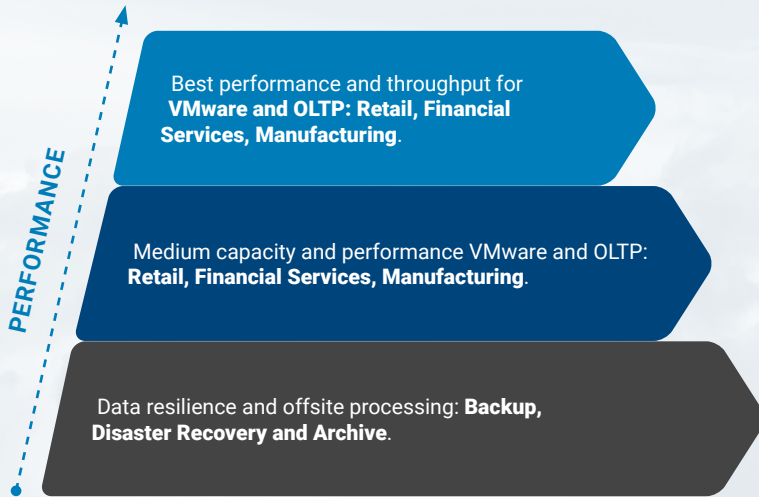 PERFORMANCE
Best performance and throughput for
VMware and OLTP: Retail, Financial
Services, Manufacturing.
Medium capacity and performance VMware and OLTP:
Retail, Financial Services, Manufacturing.
Data resilience and offsite processing: Backup,
Disaster Recovery and Archive.